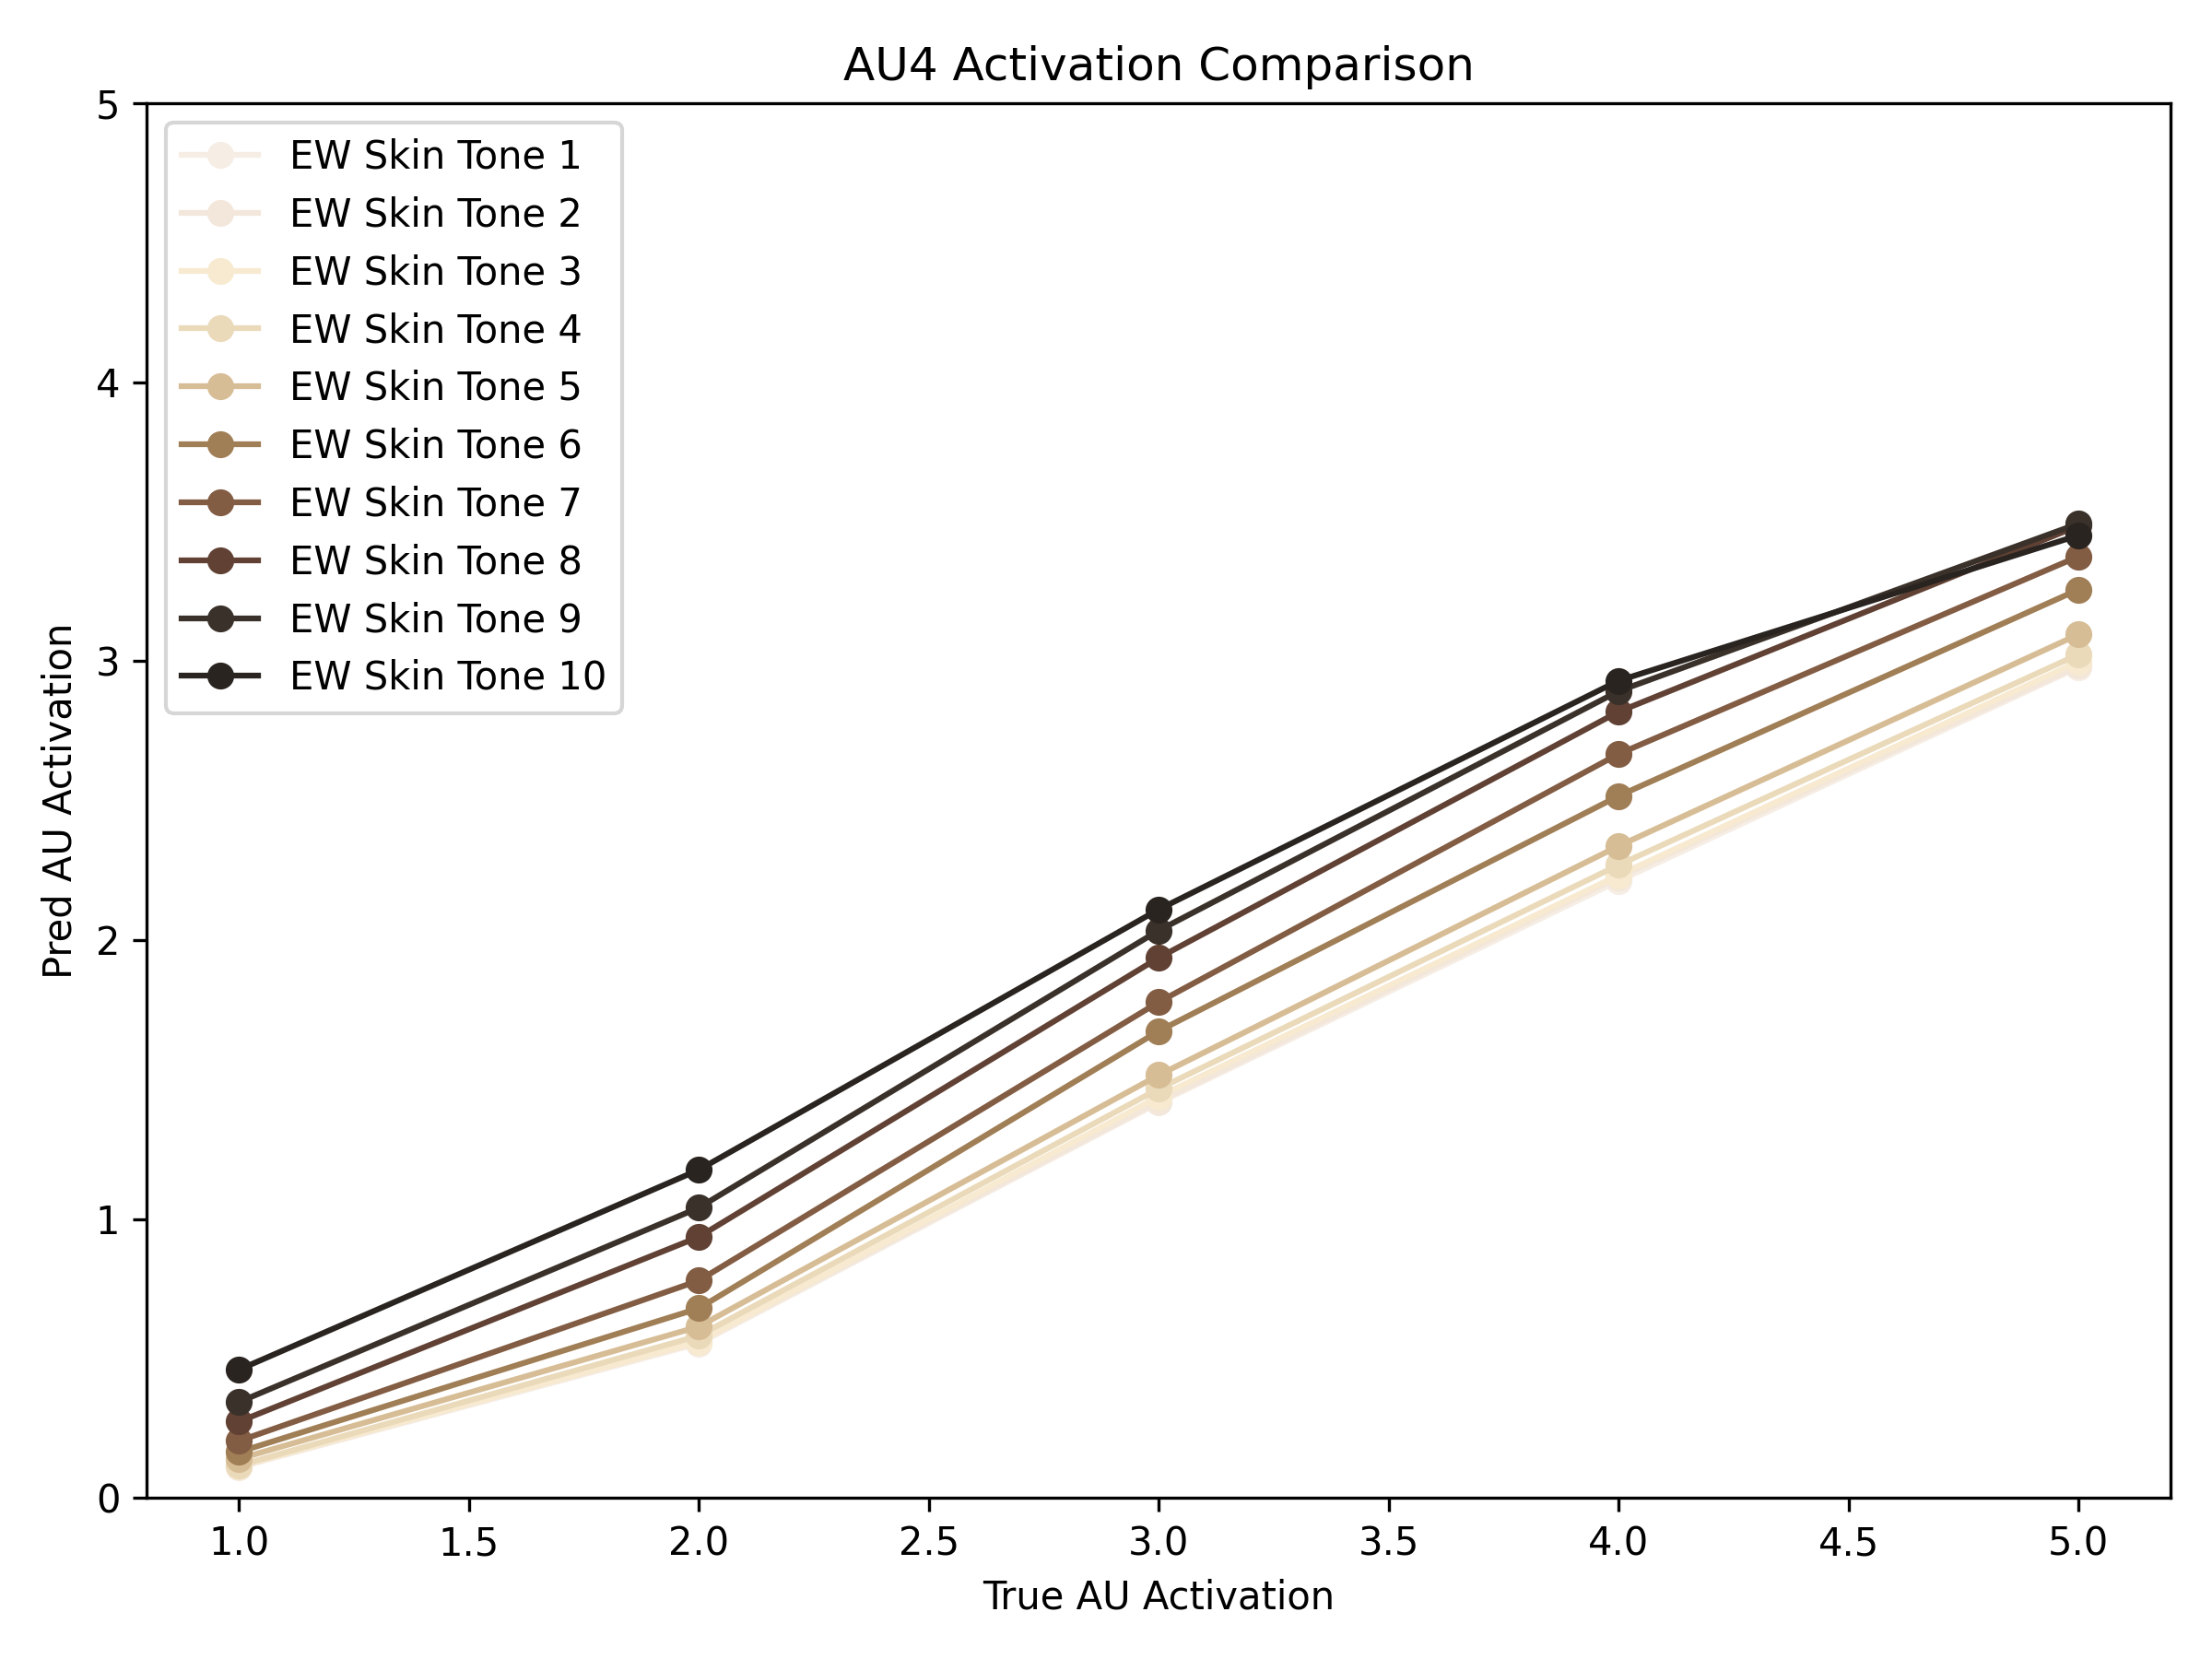 AU4 Activation Comparison
EW Skin Tone 1
EW Skin Tone 2
EW Skin Tone 3
EW Skin Tone 4
EW Skin Tone 5
EW Skin Tone 6
EW Skin Tone 7
EW Skin Tone 8
EW Skin Tone 9
EW Skin Tone 10
Pred AU Activation
5
4
3
2
1
0
1.0 1.5 2.0 2.5 3.0 3.5 4.0 4.5 5.0
True AU Activation